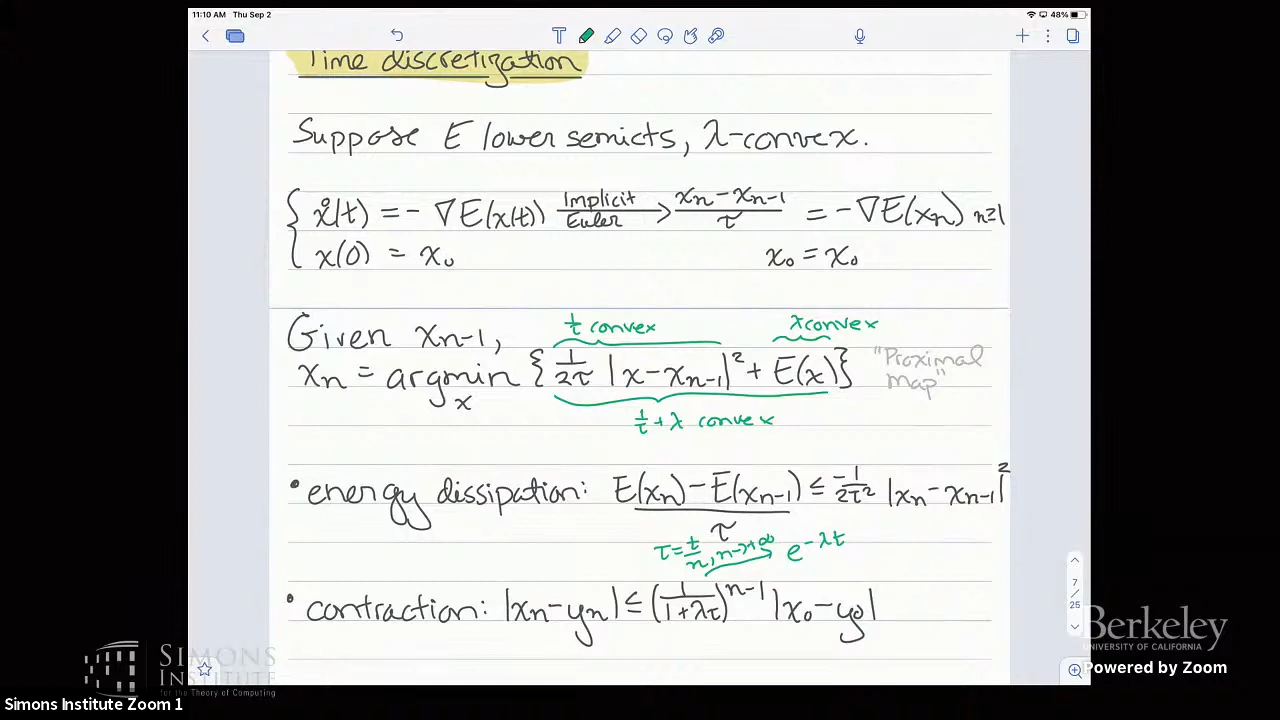 11:10 AM Thu Sep 2
48%
Time discretization
Suppose E lower semicts, λ-convex.
{ ẋ(t) = - ∇E(x(t)) Implicit Euler → (xₙ - xₙ₋₁)/τ = -∇E(xₙ) n≥1
x(0) = x₀ x₀ = x₀
Given xₙ₋₁, 1/τ convex λ convex
xₙ = argmin x { 1/2τ |x - xₙ₋₁|² + E(x)} "Proximal map"
1/τ + λ convex
• energy dissipation: (E(xₙ) - E(xₙ₋₁))/τ ≤ -1/2τ² |xₙ - xₙ₋₁|²
τ = t/n, n→+∞ → e^(-λt)
• contraction: |xₙ - yₙ| ≤ (1/(1+λτ))^(n-1) |x₀ - y₀|
7
/
25
Berkeley
UNIVERSITY OF CALIFORNIA
Powered by Zoom
SIMONS
INSTITUTE
for the Theory of Computing
Simons Institute Zoom 1